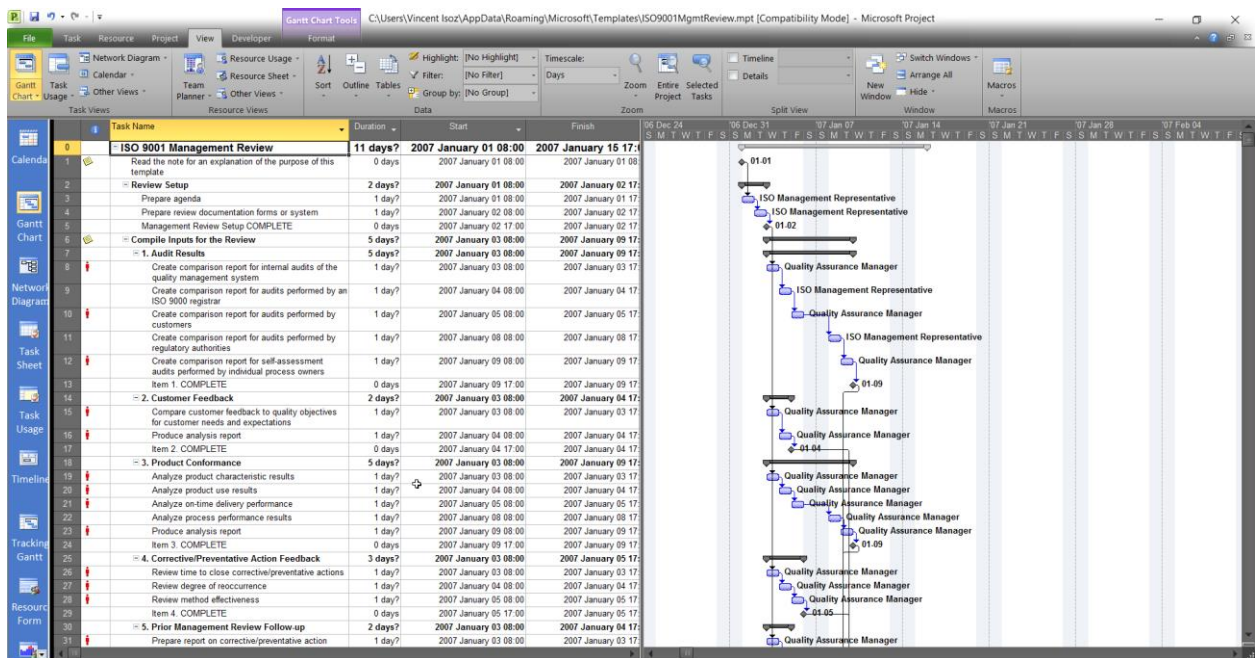 C:\Users\Vincent Isoz\AppData\Roaming\Microsoft\Templates\ISO9001MgmtReview.mpt [Compatibility Mode] - Microsoft Project
Gantt Chart Tools
File Task Resource Project View Developer Format
Gantt Chart
Task Usage
Network Diagram
Calendar
Other Views
Task Views
Team Planner
Resource Usage
Resource Sheet
Other Views
Resource Views
Sort
Outline
Tables
Highlight: [No Highlight]
Filter: [No Filter]
Group by: [No Group]
Data
Timescale:
Days
Zoom
Entire Project
Selected Tasks
Zoom
Timeline
Details
Split View
New Window
Switch Windows
Arrange All
Hide
Window
Macros
Macros
Task Name Duration Start Finish
'06 Dec 24 '06 Dec 31 '07 Jan 07 '07 Jan 14 '07 Jan 21 '07 Jan 28 '07 Feb 04
S M T W T F S S M T W T F S S M T W T F S S M T W T F S S M T W T F S S M T W T F S S M T W T F
0 ISO 9001 Management Review 11 days? 2007 January 01 08:00 2007 January 15 17:
1 Read the note for an explanation of the purpose of this template 0 days 2007 January 01 08:00 2007 January 01 08: 01-01
2 Review Setup 2 days? 2007 January 01 08:00 2007 January 02 17:
3 Prepare agenda 1 day? 2007 January 01 08:00 2007 January 01 17: ISO Management Representative
4 Prepare review documentation forms or system 1 day? 2007 January 02 08:00 2007 January 02 17: ISO Management Representative
5 Management Review Setup COMPLETE 0 days 2007 January 02 17:00 2007 January 02 17: 01-02
6 Compile Inputs for the Review 5 days? 2007 January 03 08:00 2007 January 09 17:
7 1. Audit Results 5 days? 2007 January 03 08:00 2007 January 09 17:
8 Create comparison report for internal audits of the quality management system 1 day? 2007 January 03 08:00 2007 January 03 17: Quality Assurance Manager
9 Create comparison report for audits performed by an ISO 9000 registrar 1 day? 2007 January 04 08:00 2007 January 04 17: ISO Management Representative
10 Create comparison report for audits performed by customers 1 day? 2007 January 05 08:00 2007 January 05 17: Quality Assurance Manager
11 Create comparison report for audits performed by regulatory authorities 1 day? 2007 January 08 08:00 2007 January 08 17: ISO Management Representative
12 Create comparison report for self-assessment audits performed by individual process owners 1 day? 2007 January 09 08:00 2007 January 09 17: Quality Assurance Manager
13 Item 1. COMPLETE 0 days 2007 January 09 17:00 2007 January 09 17: 01-09
14 2. Customer Feedback 2 days? 2007 January 03 08:00 2007 January 04 17:
15 Compare customer feedback to quality objectives for customer needs and expectations 1 day? 2007 January 03 08:00 2007 January 03 17: Quality Assurance Manager
16 Produce analysis report 1 day? 2007 January 04 08:00 2007 January 04 17: Quality Assurance Manager
17 Item 2. COMPLETE 0 days 2007 January 04 17:00 2007 January 04 17: 01-04
18 3. Product Conformance 5 days? 2007 January 03 08:00 2007 January 09 17:
19 Analyze product characteristic results 1 day? 2007 January 03 08:00 2007 January 03 17: Quality Assurance Manager
20 Analyze product use results 1 day? 2007 January 04 08:00 2007 January 04 17: Quality Assurance Manager
21 Analyze on-time delivery performance 1 day? 2007 January 05 08:00 2007 January 05 17: Quality Assurance Manager
22 Analyze process performance results 1 day? 2007 January 08 08:00 2007 January 08 17: Quality Assurance Manager
23 Produce analysis report 1 day? 2007 January 09 08:00 2007 January 09 17: Quality Assurance Manager
24 Item 3. COMPLETE 0 days 2007 January 09 17:00 2007 January 09 17: 01-09
25 4. Corrective/Preventative Action Feedback 3 days? 2007 January 03 08:00 2007 January 05 17:
26 Review time to close corrective/preventative actions 1 day? 2007 January 03 08:00 2007 January 03 17: Quality Assurance Manager
27 Review degree of reoccurrence 1 day? 2007 January 04 08:00 2007 January 04 17: Quality Assurance Manager
28 Review method effectiveness 1 day? 2007 January 05 08:00 2007 January 05 17: Quality Assurance Manager
29 Item 4. COMPLETE 0 days 2007 January 05 17:00 2007 January 05 17: 01-05
30 5. Prior Management Review Follow-up 2 days? 2007 January 03 08:00 2007 January 04 17:
31 Prepare report on corrective/preventative action 1 day? 2007 January 03 08:00 2007 January 03 17: Quality Assurance Manager
Calenda
Gantt Chart
Network Diagram
Task Sheet
Task Usage
Timeline
Tracking Gantt
Resourc Form